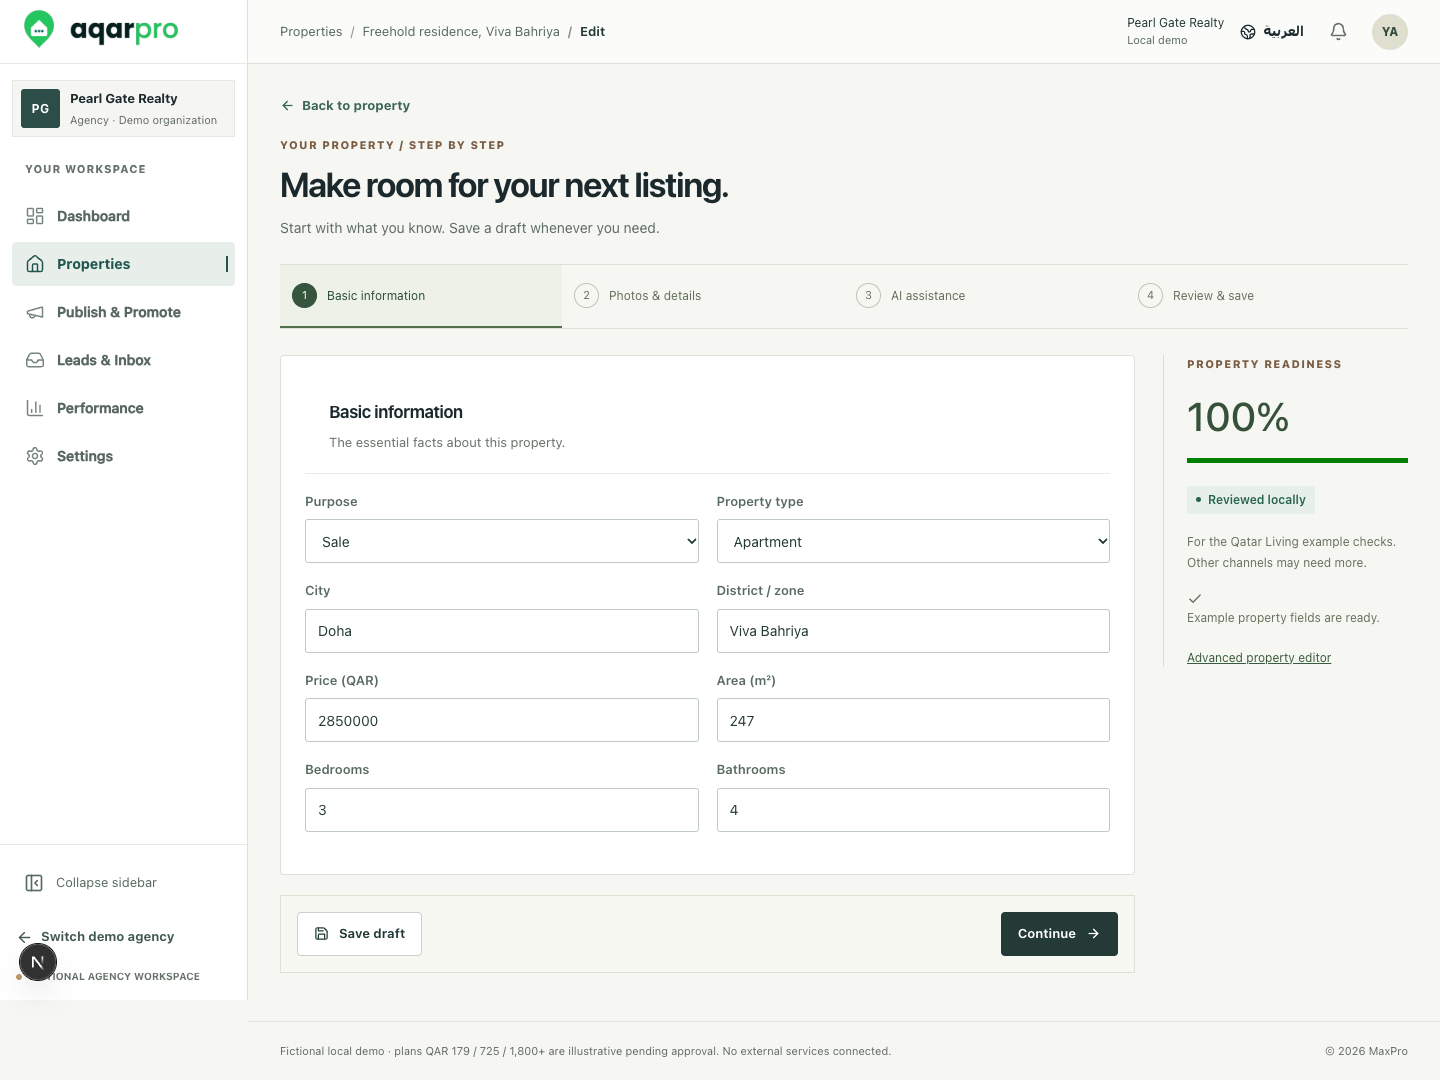 aqarpro
Properties / Freehold residence, Viva Bahriya / Edit
Pearl Gate Realty
Local demo
العربية
YA
PG
Pearl Gate Realty
Agency · Demo organization
YOUR WORKSPACE
Dashboard
Properties
Publish & Promote
Leads & Inbox
Performance
Settings
Collapse sidebar
Switch demo agency
N
AGENCY WORKSPACE
Back to property
YOUR PROPERTY / STEP BY STEP
Make room for your next listing.
Start with what you know. Save a draft whenever you need.
1 Basic information
2 Photos & details
3 AI assistance
4 Review & save
Basic information
The essential facts about this property.
Purpose
Sale
Property type
Apartment
City
Doha
District / zone
Viva Bahriya
Price (QAR)
2850000
Area (m²)
247
Bedrooms
3
Bathrooms
4
Save draft
Continue
PROPERTY READINESS
100%
Reviewed locally
For the Qatar Living example checks.
Other channels may need more.
Example property fields are ready.
Advanced property editor
Fictional local demo · plans QAR 179 / 725 / 1,800+ are illustrative pending approval. No external services connected.
© 2026 MaxPro